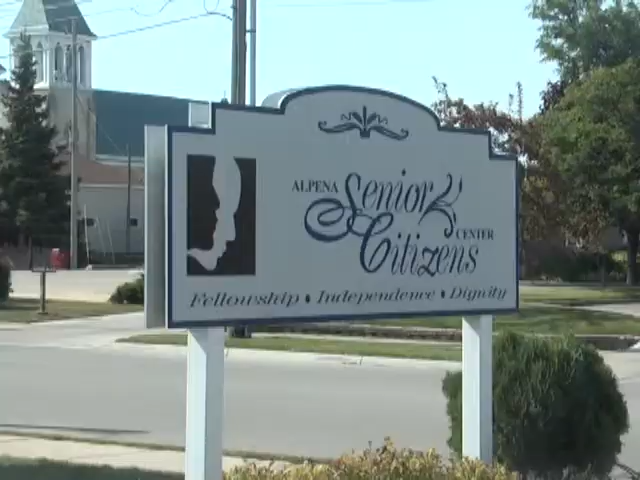 ALPENA Senior
Citizens CENTER
Fellowship • Independence • Dignity